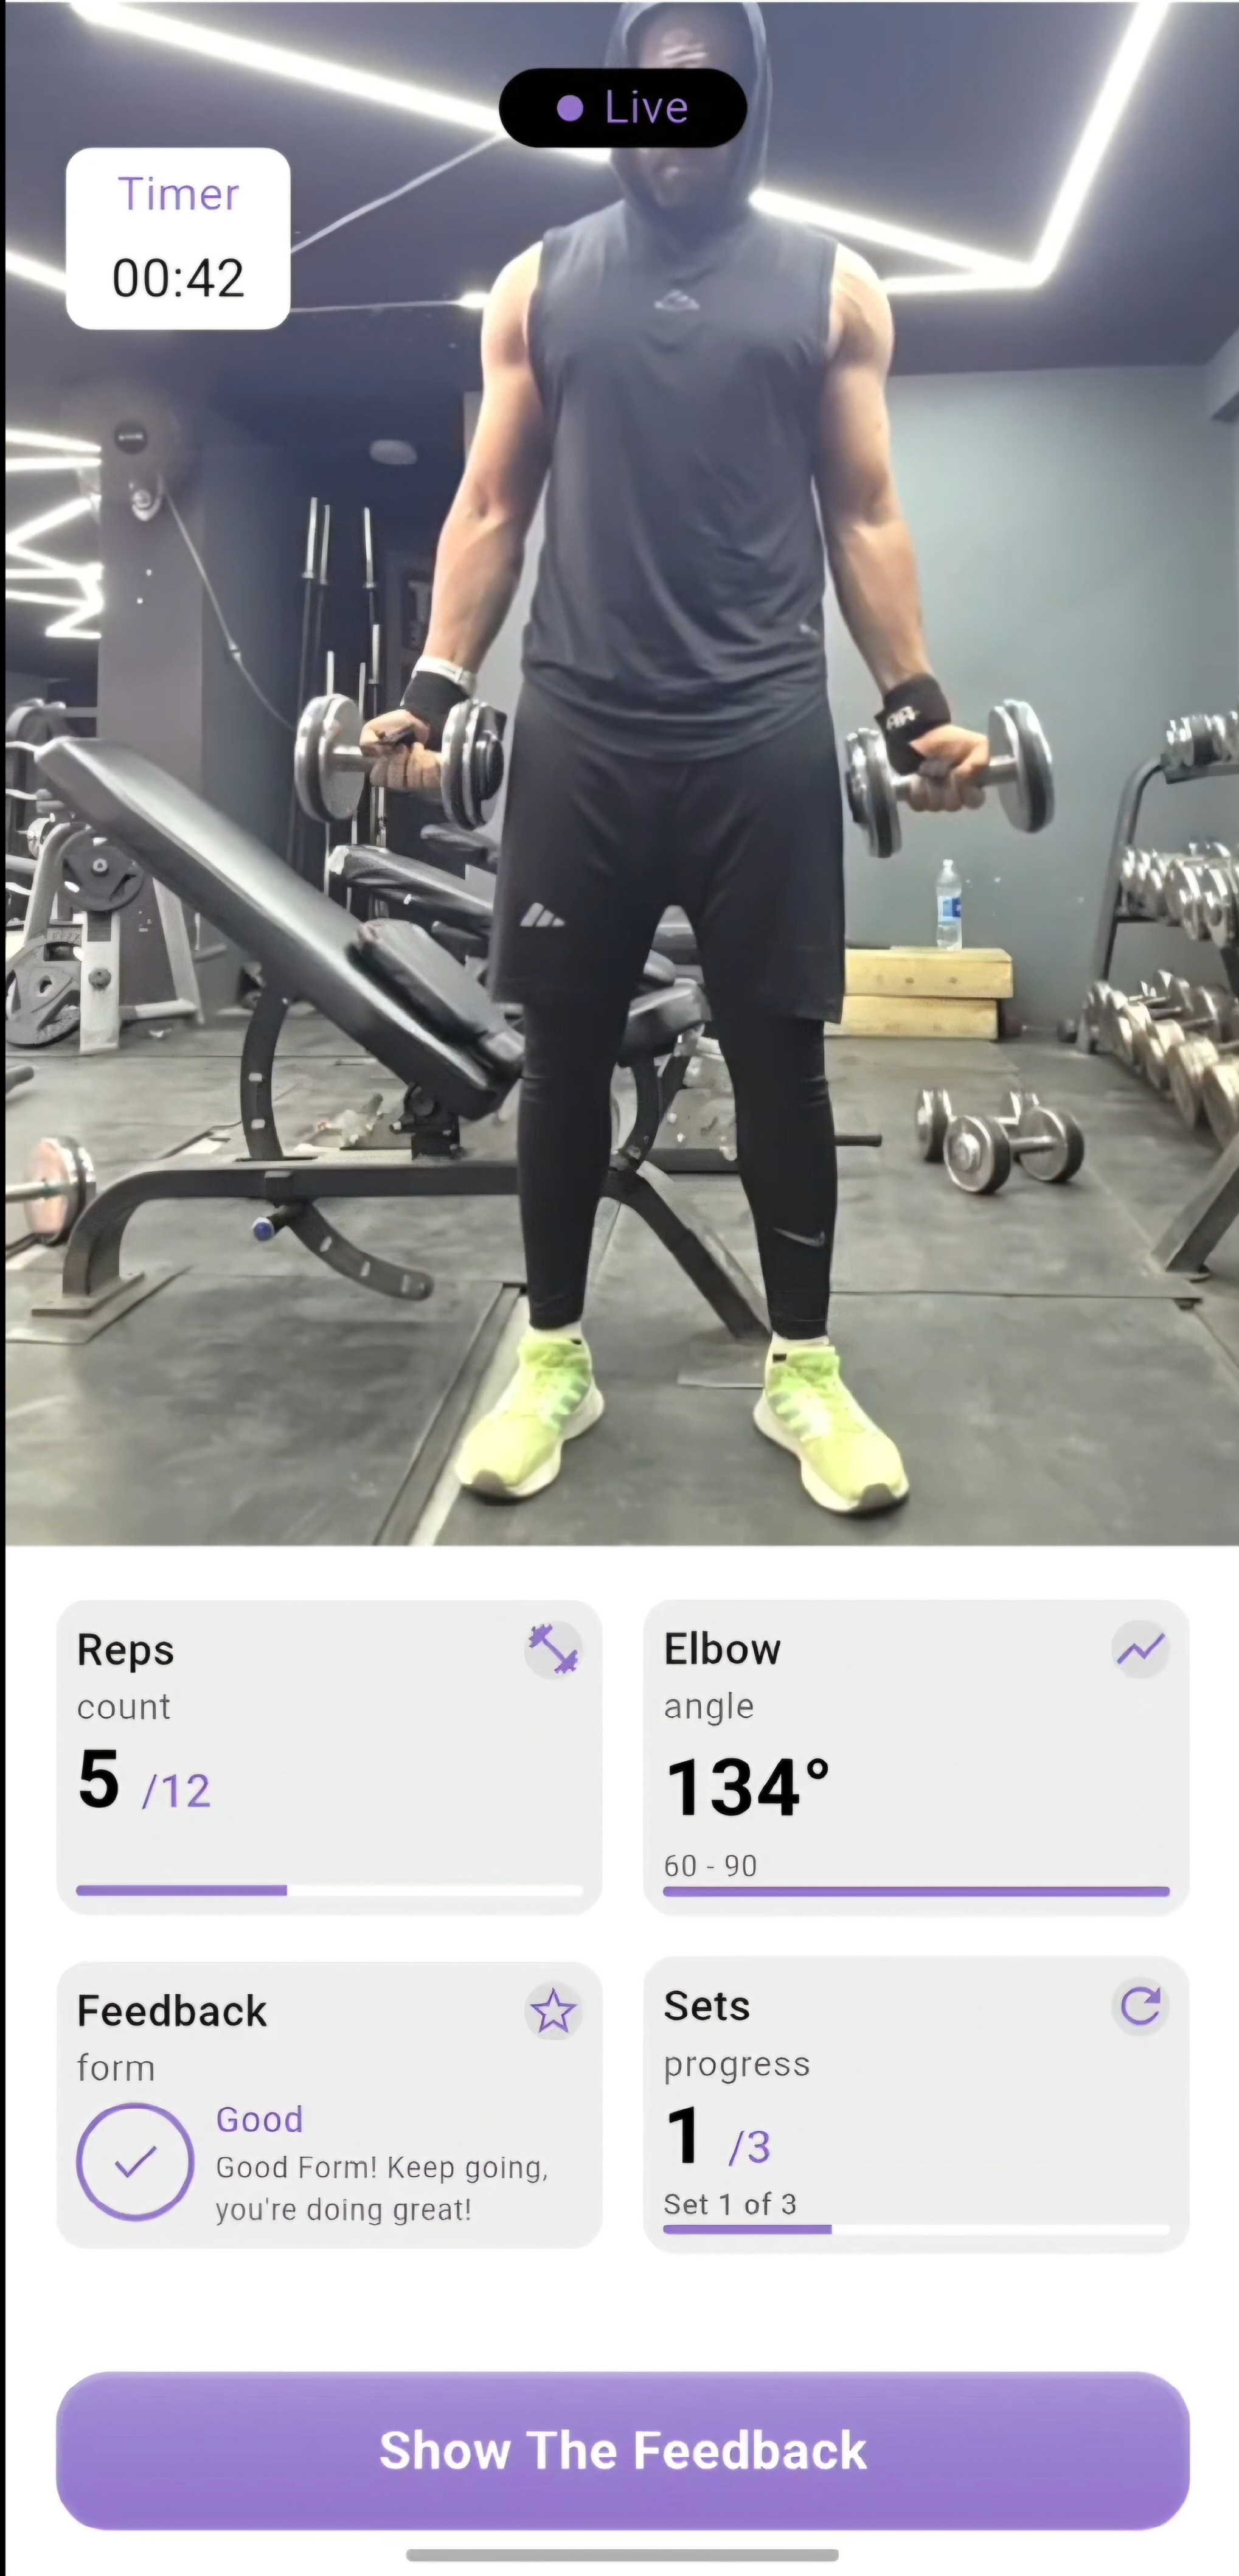 Live
Timer
00:42
Reps
count
5 /12
Elbow
angle
134°
60 - 90
Feedback
form
Good
Good Form! Keep going,
you're doing great!
Sets
progress
1 /3
Set 1 of 3
Show The Feedback